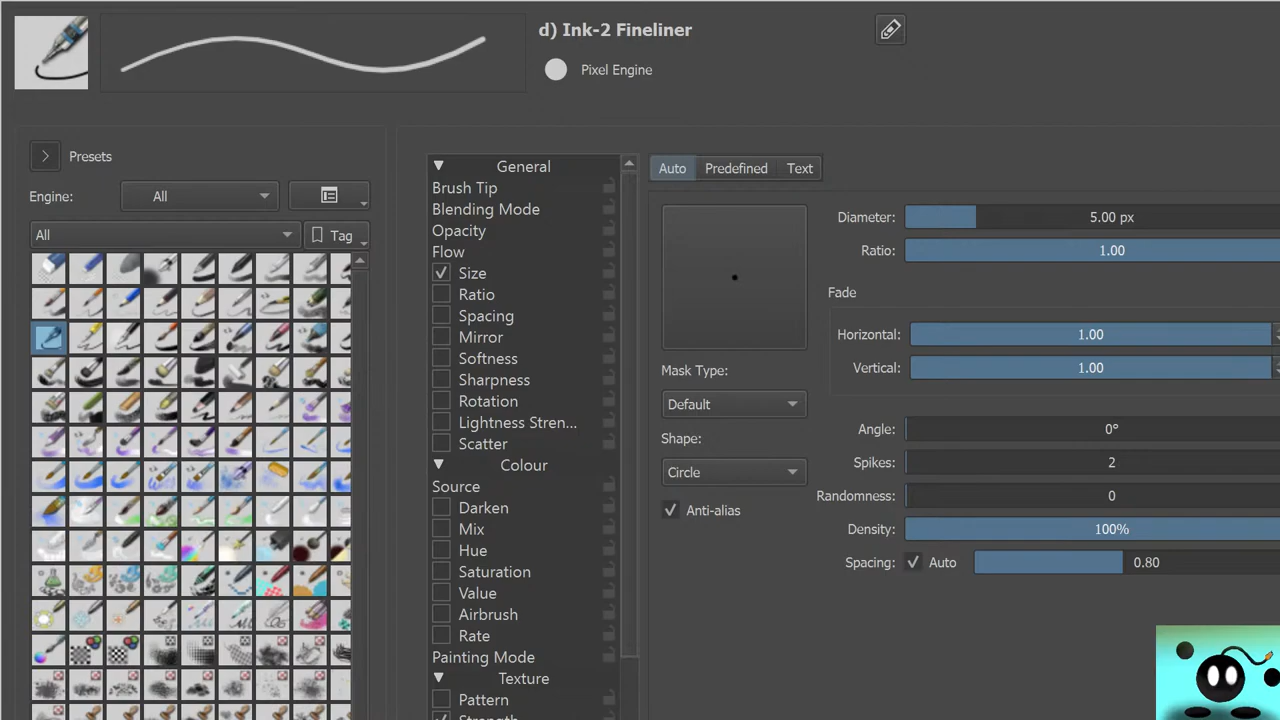 d) Ink-2 Fineliner
Pixel Engine
Presets
Engine: All
All Tag
General
Brush Tip
Blending Mode
Opacity
Flow
Size
Ratio
Spacing
Mirror
Softness
Sharpness
Rotation
Lightness Stren...
Scatter
Colour
Source
Darken
Mix
Hue
Saturation
Value
Airbrush
Rate
Painting Mode
Texture
Pattern
Strength
Auto Predefined Text
Diameter: 5.00 px
Ratio: 1.00
Fade
Horizontal: 1.00
Vertical: 1.00
Mask Type:
Default
Shape:
Circle
Anti-alias
Angle: 0°
Spikes: 2
Randomness: 0
Density: 100%
Spacing: Auto 0.80